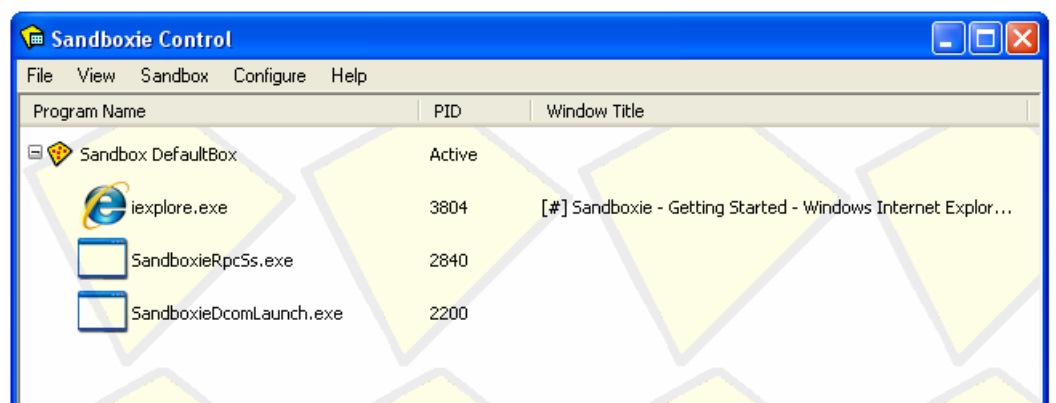 Sandboxie Control
File View Sandbox Configure Help
Program Name PID Window Title
Sandbox DefaultBox Active
iexplore.exe 3804 [#] Sandboxie - Getting Started - Windows Internet Explor...
SandboxieRpcSs.exe 2840
SandboxieDcomLaunch.exe 2200